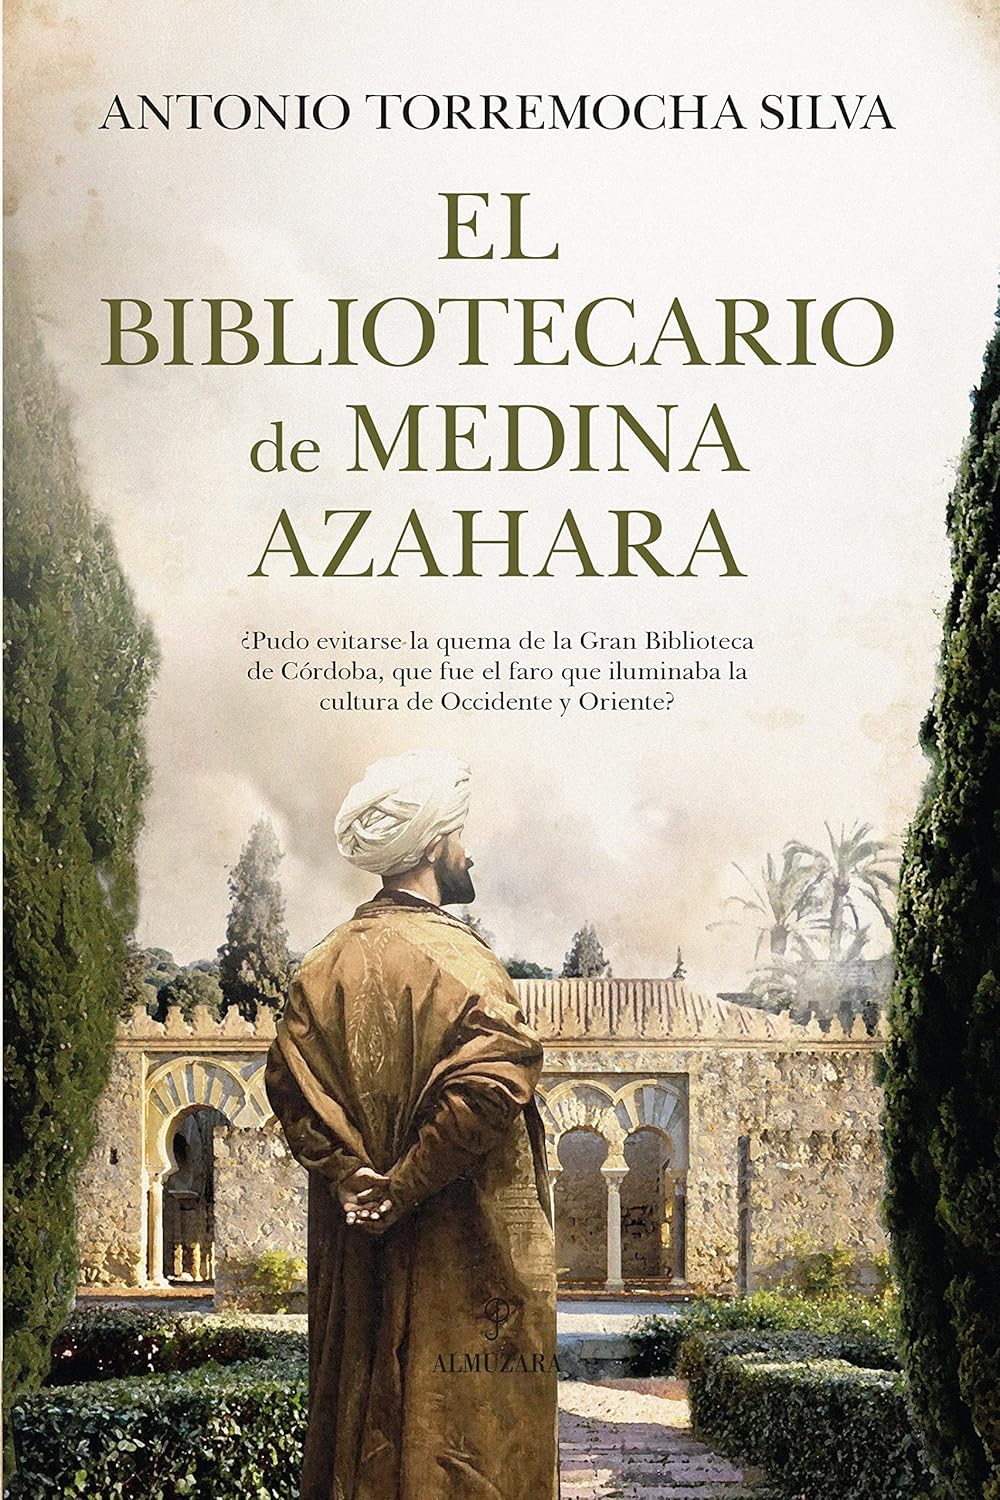 ANTONIO TORREMOCHA SILVA
EL
BIBLIOTECARIO
de MEDINA
AZAHARA
¿Pudo evitarse la quema de la Gran Biblioteca
de Córdoba, que fue el faro que iluminaba la
cultura de Occidente y Oriente?
ALMUZARA